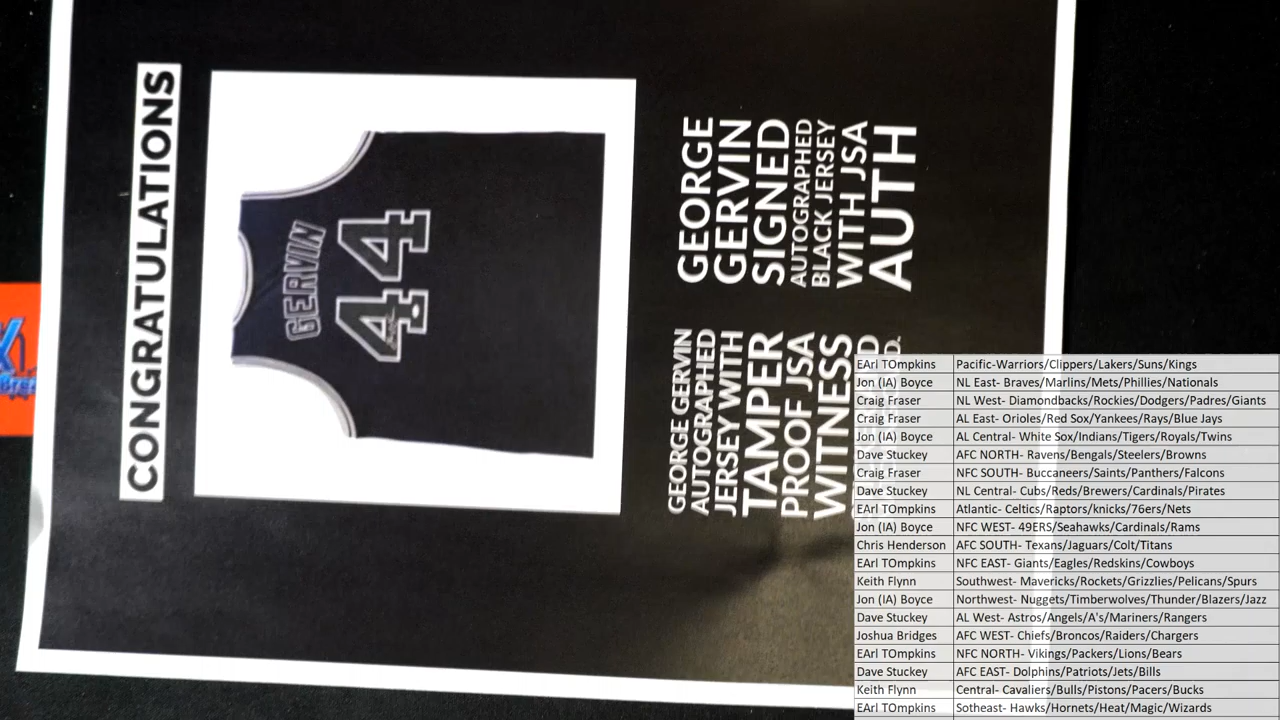 CONGRATULATIONS
GERVIN
44
GEORGE
GERVIN
SIGNED
AUTOGRAPHED
BLACK JERSEY
WITH JSA
AUTH
GEORGE GERVIN
AUTOGRAPHED
JERSEY WITH
TAMPER
PROOF JSA
WITNESS
EArl TOmpkins Pacific-Warriors/Clippers/Lakers/Suns/Kings
Jon (IA) Boyce NL East- Braves/Marlins/Mets/Phillies/Nationals
Craig Fraser NL West- Diamondbacks/Rockies/Dodgers/Padres/Giants
Craig Fraser AL East- Orioles/Red Sox/Yankees/Rays/Blue Jays
Jon (IA) Boyce AL Central- White Sox/Indians/Tigers/Royals/Twins
Dave Stuckey AFC NORTH- Ravens/Bengals/Steelers/Browns
Craig Fraser NFC SOUTH- Buccaneers/Saints/Panthers/Falcons
Dave Stuckey NL Central- Cubs/Reds/Brewers/Cardinals/Pirates
EArl TOmpkins Atlantic- Celtics/Raptors/knicks/76ers/Nets
Jon (IA) Boyce NFC WEST- 49ERS/Seahawks/Cardinals/Rams
Chris Henderson AFC SOUTH- Texans/Jaguars/Colt/Titans
EArl TOmpkins NFC EAST- Giants/Eagles/Redskins/Cowboys
Keith Flynn Southwest- Mavericks/Rockets/Grizzlies/Pelicans/Spurs
Jon (IA) Boyce Northwest- Nuggets/Timberwolves/Thunder/Blazers/Jazz
Dave Stuckey AL West- Astros/Angels/A's/Mariners/Rangers
Joshua Bridges AFC WEST- Chiefs/Broncos/Raiders/Chargers
EArl TOmpkins NFC NORTH- Vikings/Packers/Lions/Bears
Dave Stuckey AFC EAST- Dolphins/Patriots/Jets/Bills
Keith Flynn Central- Cavaliers/Bulls/Pistons/Pacers/Bucks
EArl TOmpkins Sotheast- Hawks/Hornets/Heat/Magic/Wizards